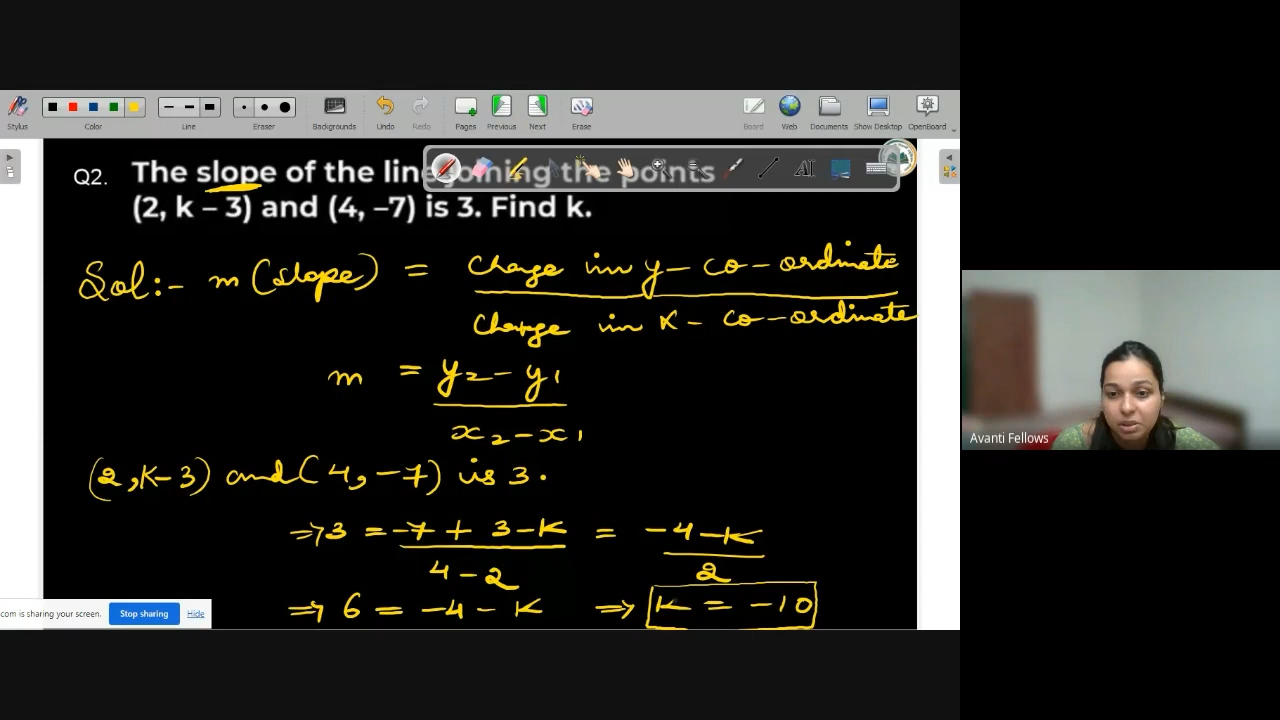 Stylus Color Line Eraser Backgrounds Undo Redo Pages Previous Next Erase Board Web Documents Show Desktop OpenBoard
Q2. The slope of the line joining the points
(2, k – 3) and (4, –7) is 3. Find k.
Sol:- m (slope) = Change in y-co-ordinate
Change in x-co-ordinate
m = y2 - y1
x2 - x1
(2, K-3) and (4, -7) is 3.
⇒ 3 = -7 + 3 - K = -4 - K
4 - 2 2
⇒ 6 = -4 - K ⇒ K = -10
com is sharing your screen. Stop sharing Hide
Avanti Fellows